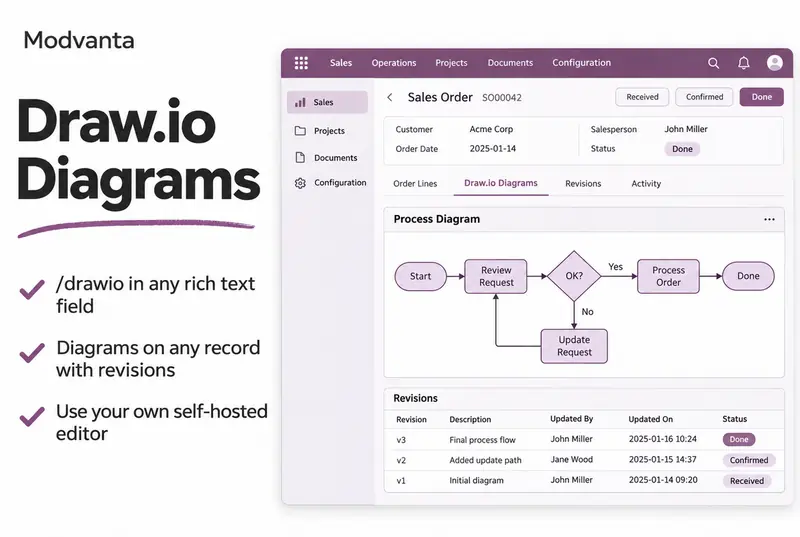 Modvanta
Draw.io
Diagrams
/drawio in any rich text
field
Diagrams on any record
with revisions
Use your own self-hosted
editor
Sales Operations Projects Documents Configuration
Sales
Projects
Documents
Configuration
Sales Order SO00042 Received Confirmed Done
Customer Acme Corp Salesperson John Miller
Order Date 2025-01-14 Status Done
Order Lines Draw.io Diagrams Revisions Activity
Process Diagram
Start
Review
Request
OK?
Yes
Process
Order
Done
No
Update
Request
Revisions
Revision Description Updated By Updated On Status
v3 Final process flow John Miller 2025-01-16 10:24 Done
v2 Added update path Jane Wood 2025-01-15 14:37 Confirmed
v1 Initial diagram John Miller 2025-01-14 09:20 Received